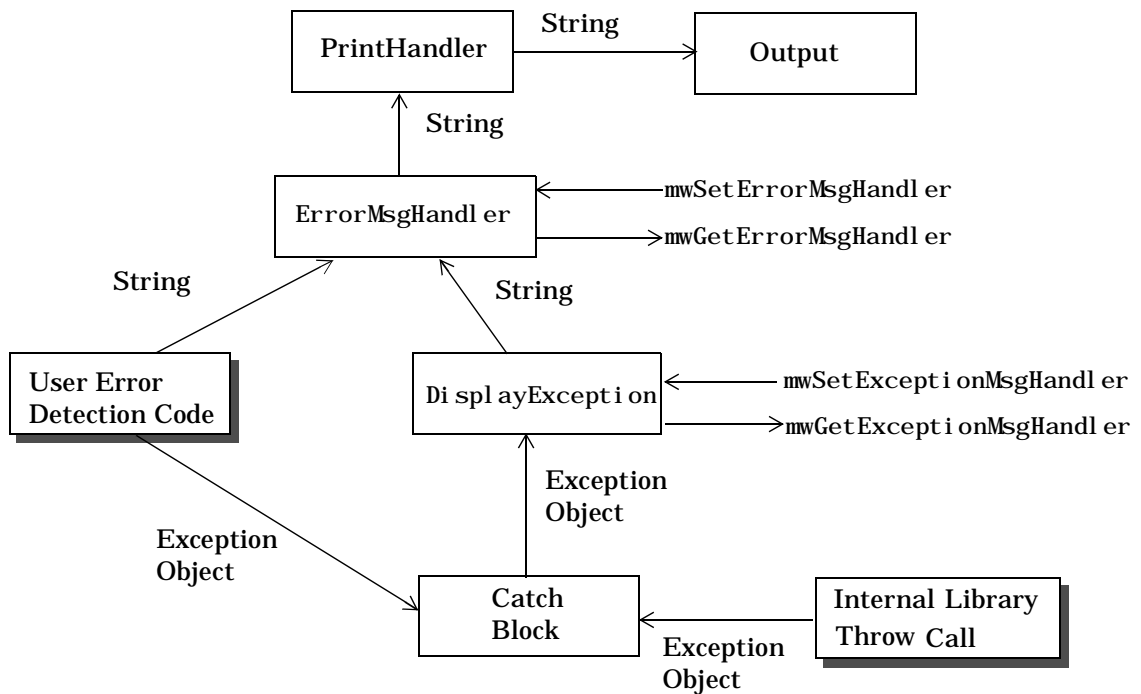 String
PrintHandler
Output
String
mwSetErrorMsgHandler
ErrorMsgHandler
mwGetErrorMsgHandler
String
String
User Error
Detection Code
mwSetExceptionMsgHandler
DisplayException
mwGetExceptionMsgHandler
Exception
Object
Exception
Object
Catch
Block
Internal Library
Throw Call
Exception
Object